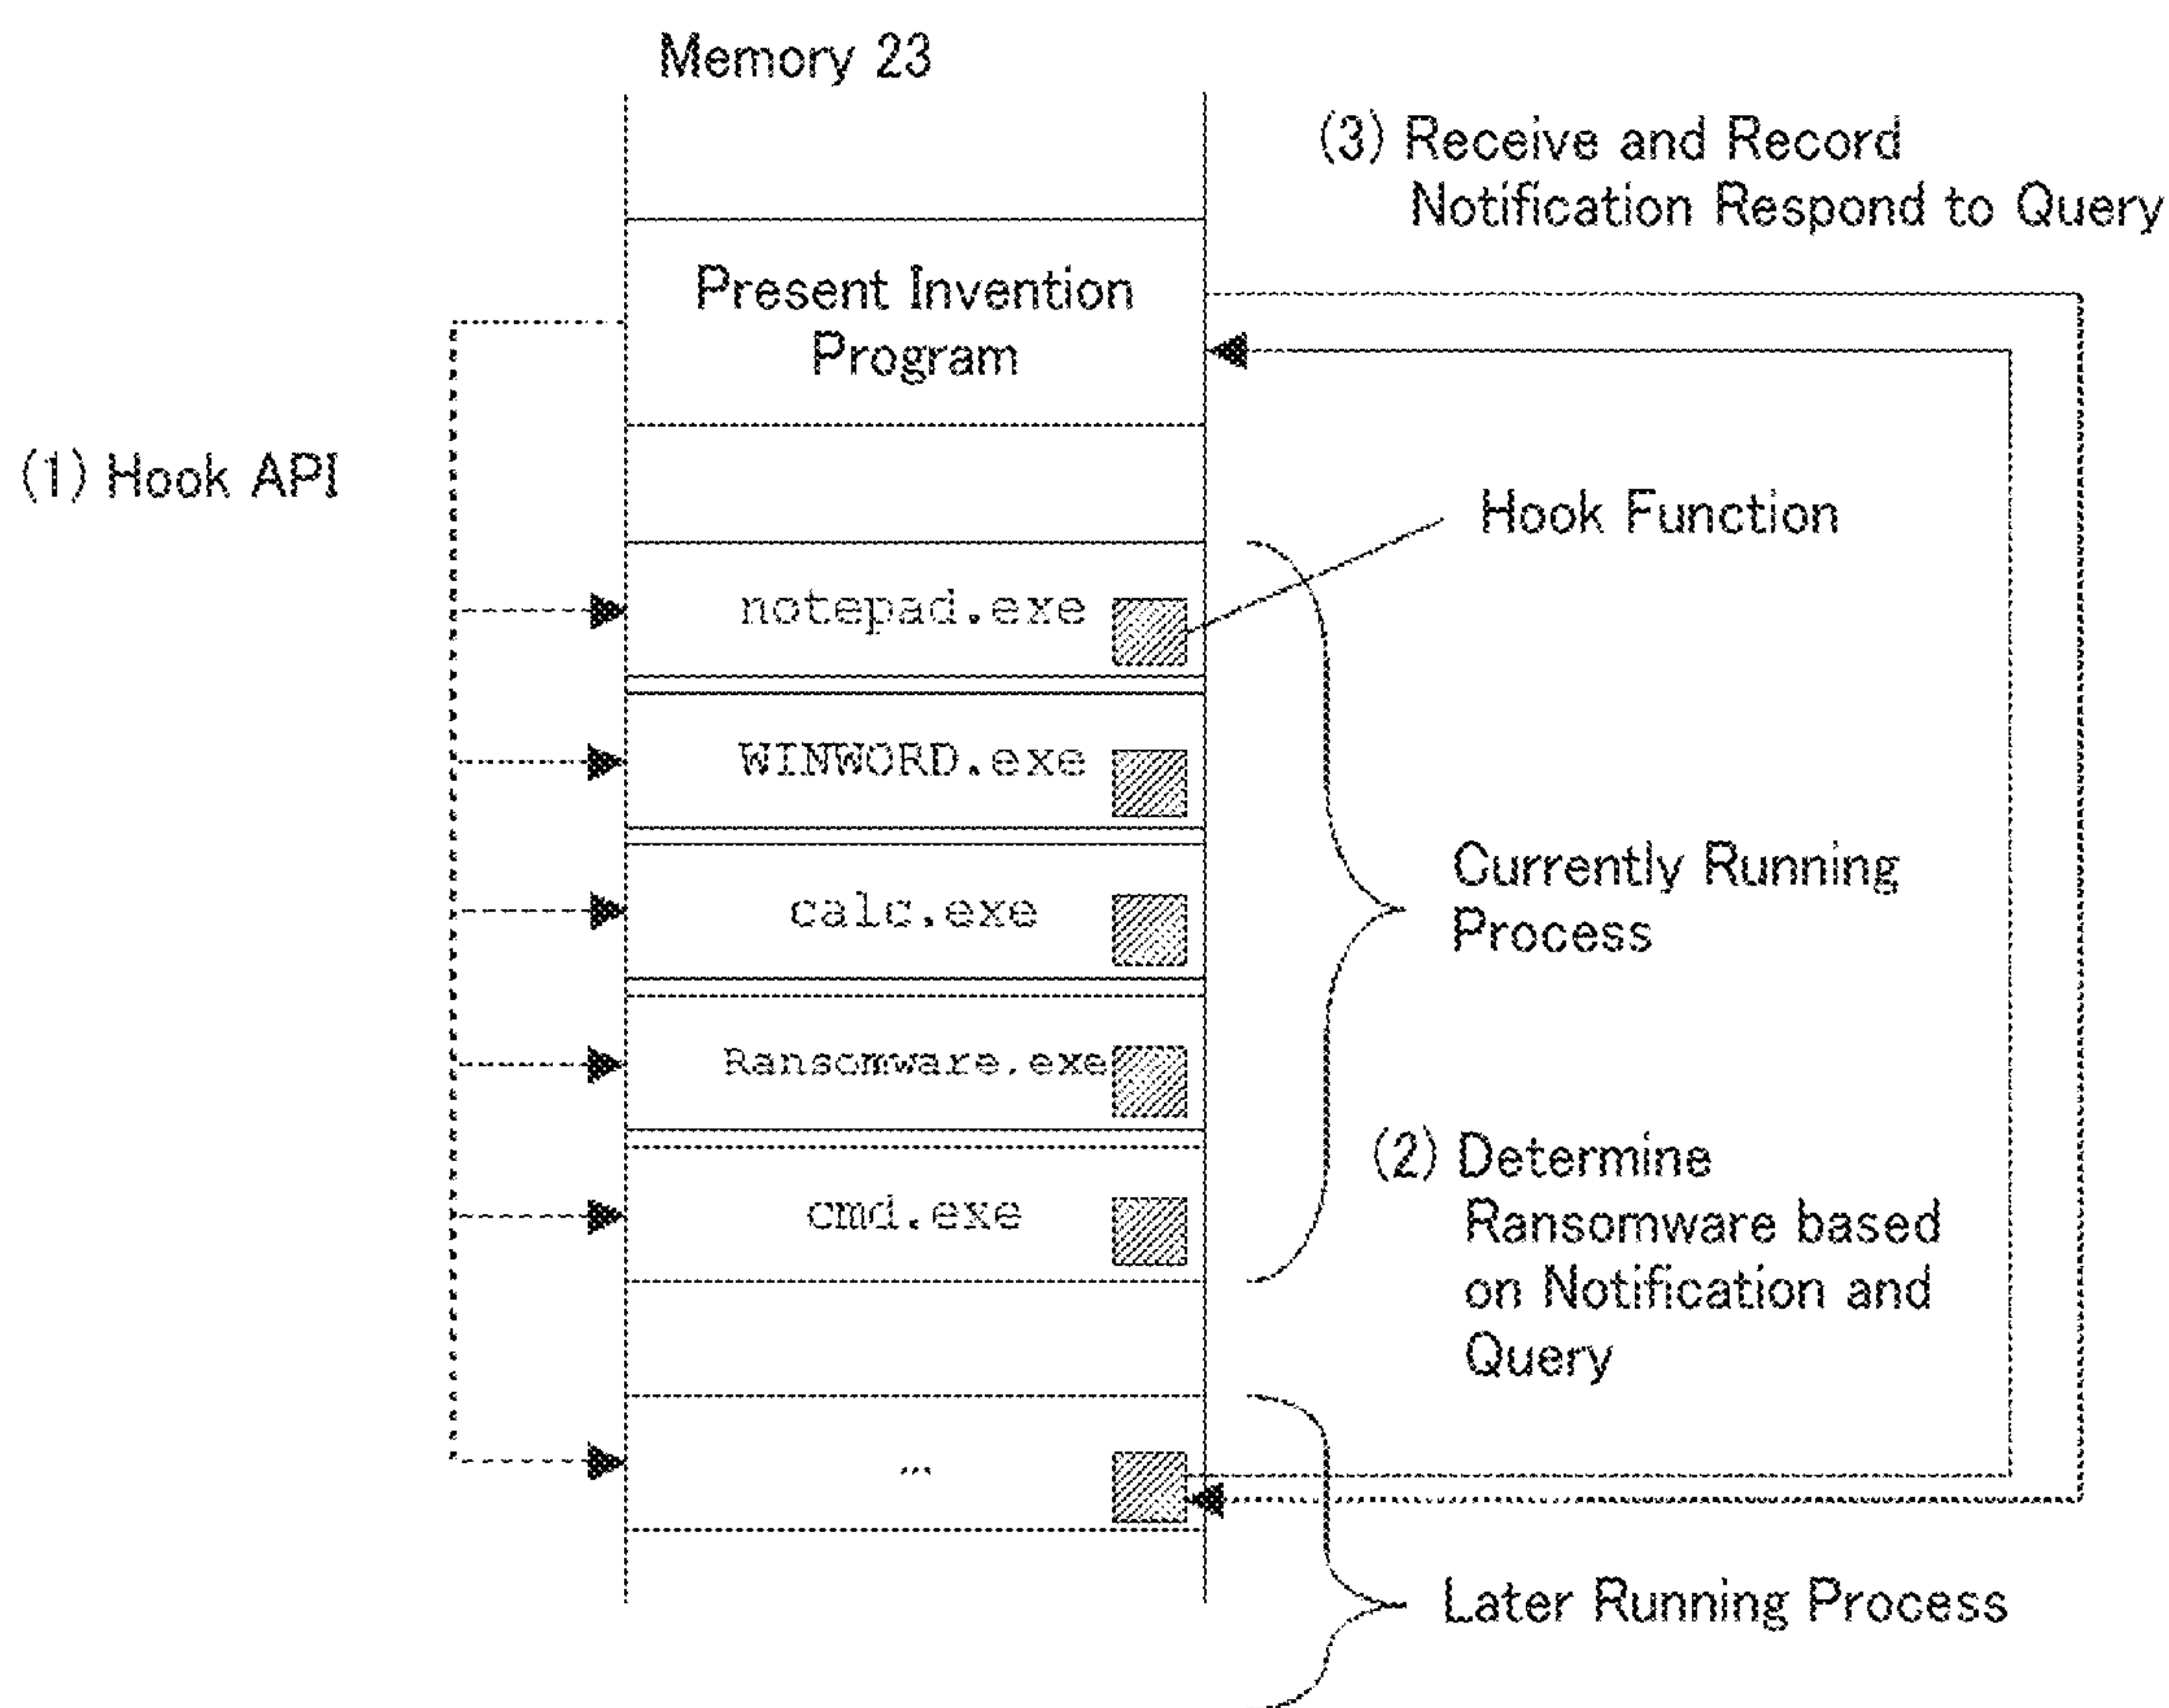 Memory 23
(3) Receive and Record
Notification Respond to Query
Present Invention
Program
(1) Hook API
Hook Function
notepad.exe
WINWORD.exe
calc.exe
Currently Running
Process
Ransomware.exe
(2) Determine
Ransomware based
on Notification and
Query
cmd.exe
...
Later Running Process